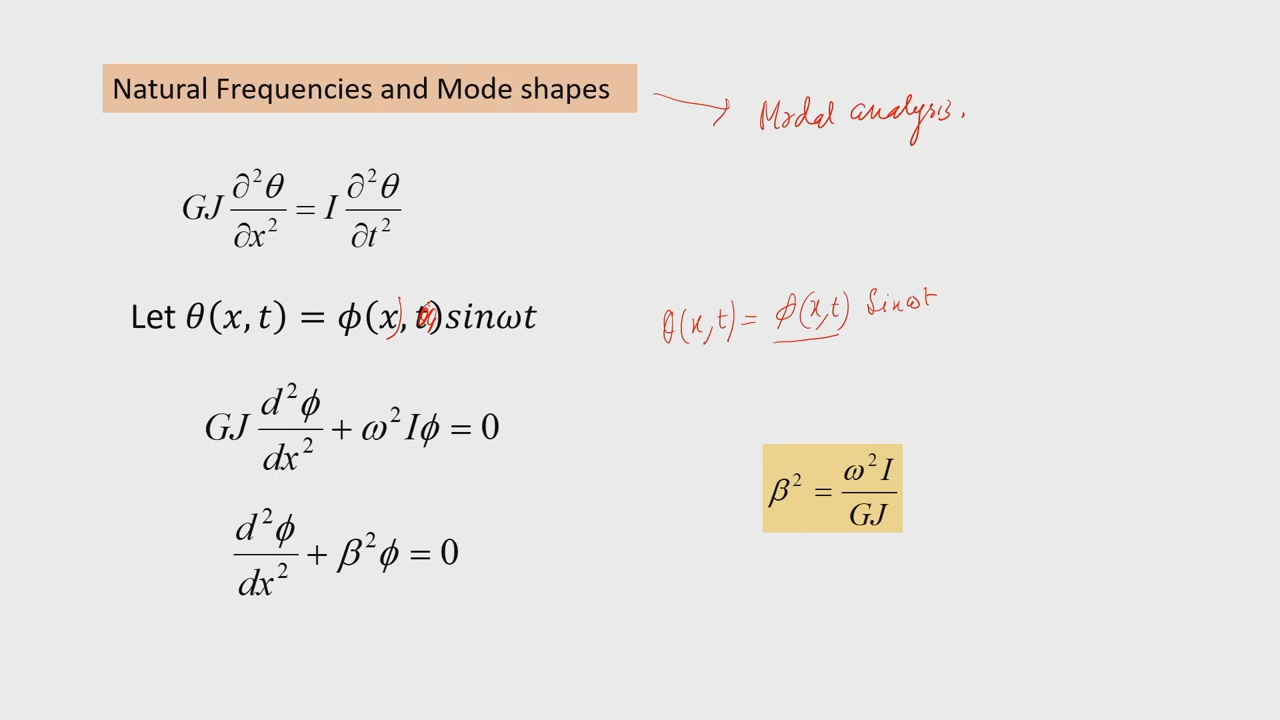 Natural Frequencies and Mode shapes
Modal analysis.
GJ ∂²θ/∂x² = I ∂²θ/∂t²
Let θ(x, t) = ϕ(x), t)sinωt
θ(x,t) = ϕ(x,t) Sinωt
GJ d²ϕ/dx² + ω²Iϕ = 0
β² = ω²I/GJ
d²ϕ/dx² + β²ϕ = 0